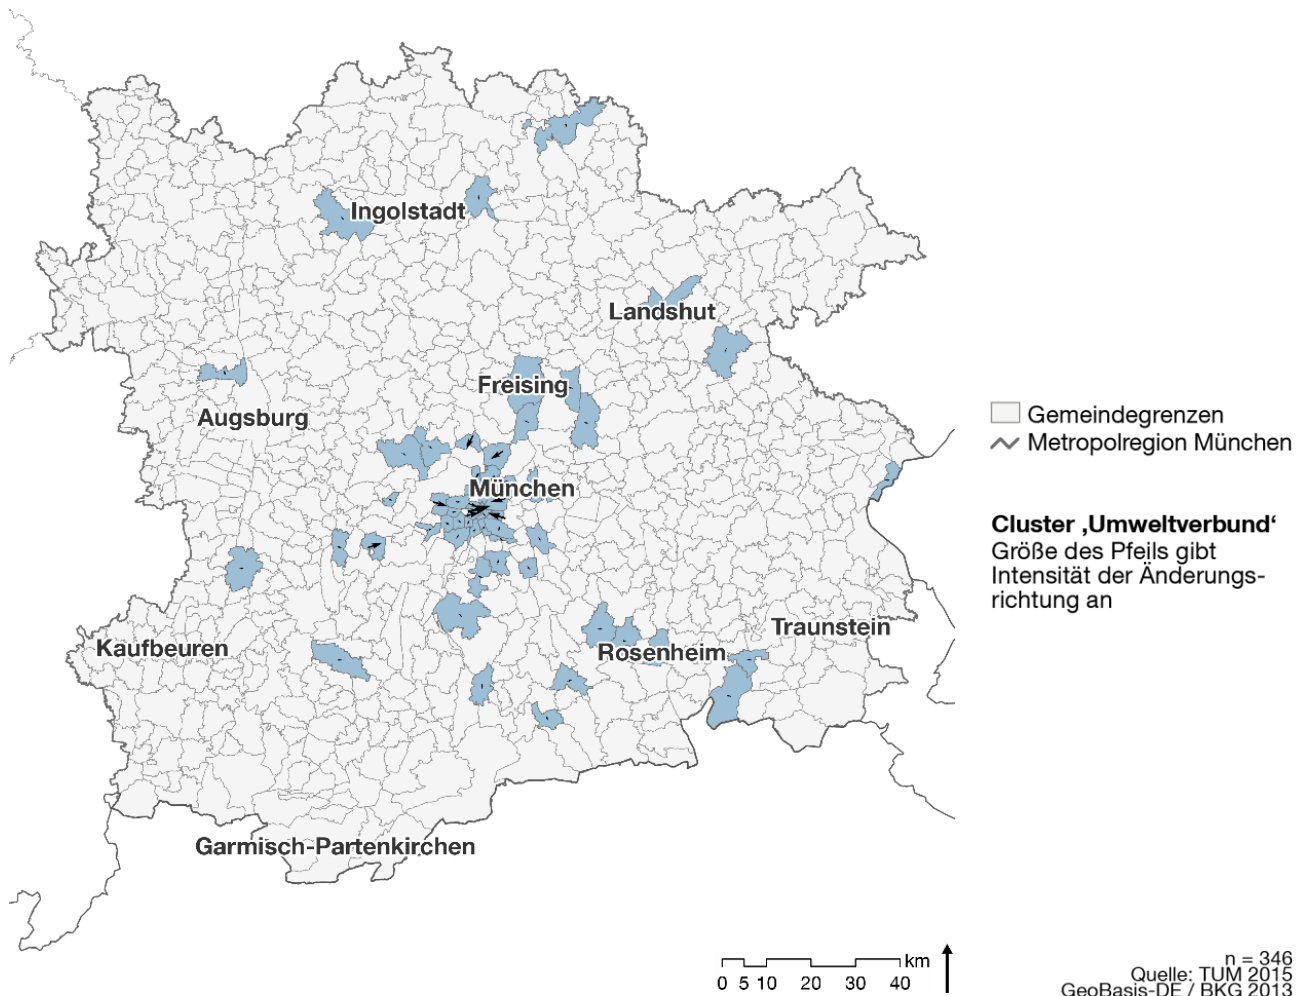 Ingolstadt
Landshut
Freising
Augsburg
München
Traunstein
Kaufbeuren
Rosenheim
Garmisch-Partenkirchen
Gemeindegrenzen
Metropolregion München
Cluster ‚Umweltverbund‘
Größe des Pfeils gibt
Intensität der Änderungs-
richtung an
km
0 5 10 20 30 40
n = 346
Quelle: TUM 2015
GeoBasis-DE / BKG 2013